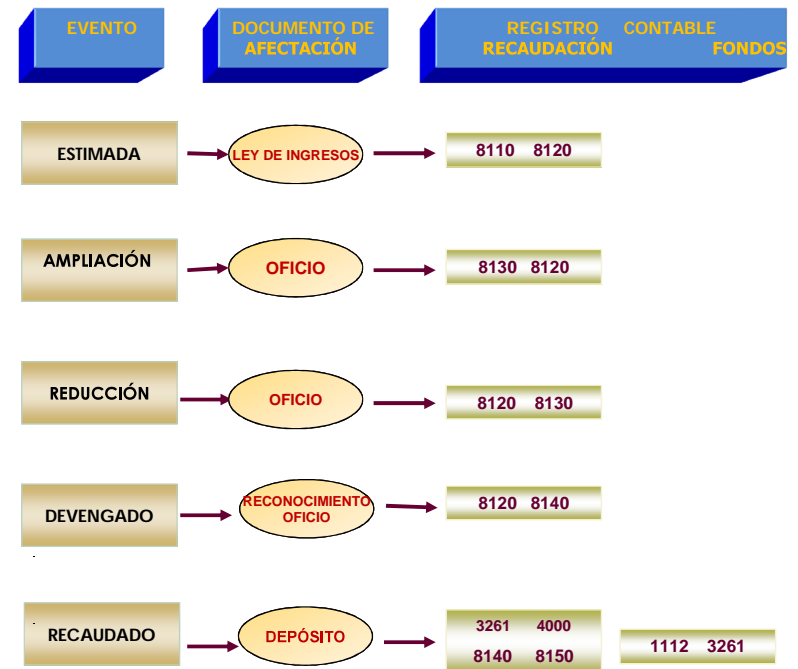 EVENTO
DOCUMENTO DE
AFECTACIÓN
REGISTRO CONTABLE
RECAUDACIÓN FONDOS
ESTIMADA
LEY DE INGRESOS
8110 8120
AMPLIACIÓN
OFICIO
8130 8120
REDUCCIÓN
OFICIO
8120 8130
DEVENGADO
RECONOCIMIENTO
OFICIO
8120 8140
RECAUDADO
DEPÓSITO
3261 4000
8140 8150
1112 3261